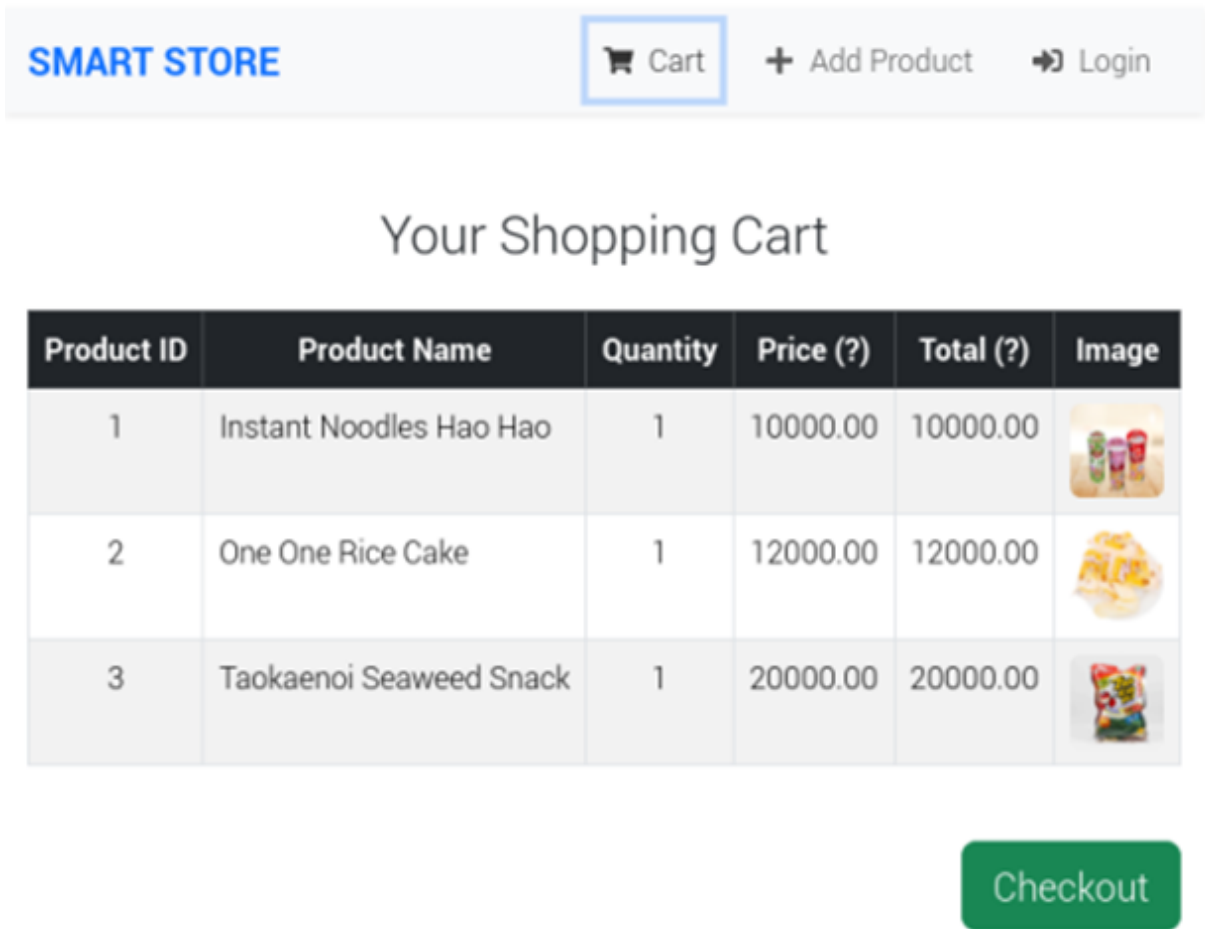 SMART STORE Cart Add Product Login
Your Shopping Cart
Product ID Product Name Quantity Price (?) Total (?) Image
1 Instant Noodles Hao Hao 1 10000.00 10000.00
2 One One Rice Cake 1 12000.00 12000.00
3 Taokaenoi Seaweed Snack 1 20000.00 20000.00
Checkout